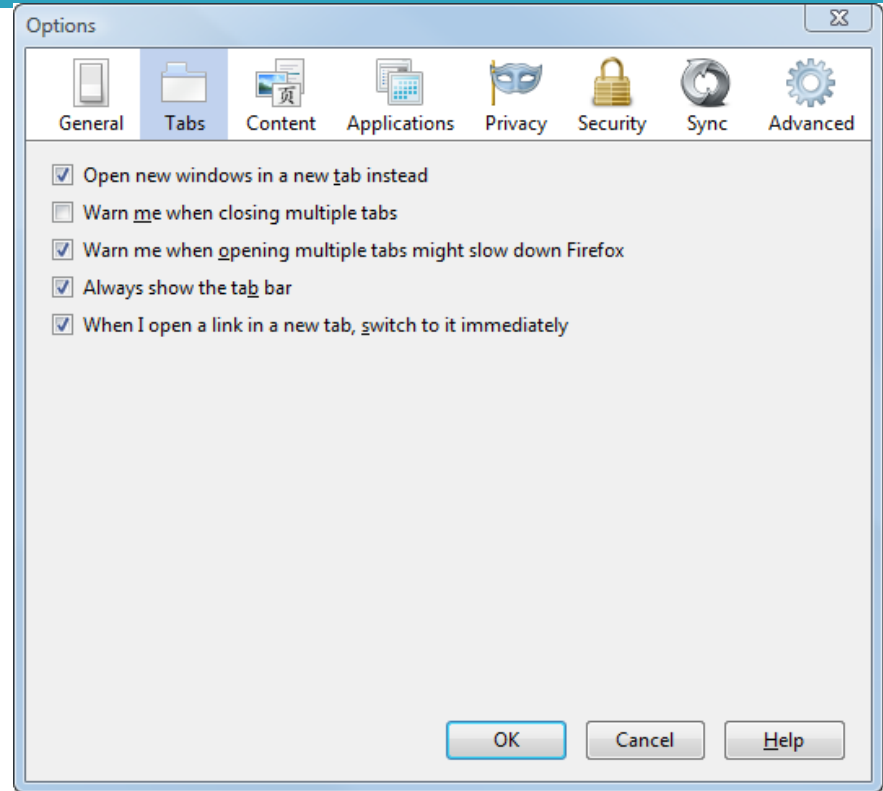 Options
General Tabs Content Applications Privacy Security Sync Advanced
页
Open new windows in a new tab instead
Warn me when closing multiple tabs
Warn me when opening multiple tabs might slow down Firefox
Always show the tab bar
When I open a link in a new tab, switch to it immediately
OK Cancel Help